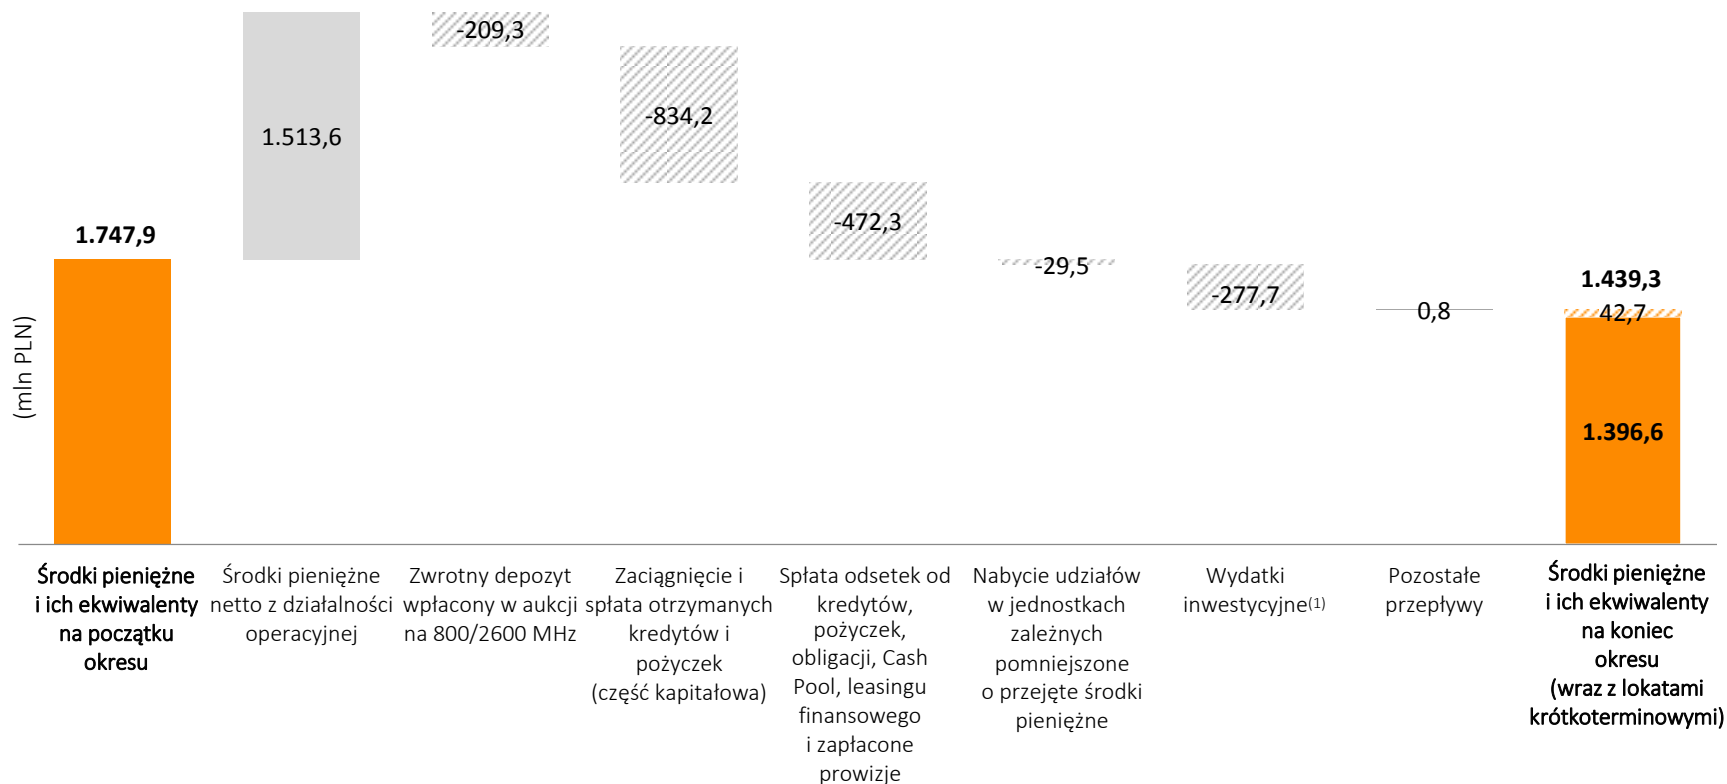 (mln PLN)
1.747,9
1.513,6
-209,3
-834,2
-472,3
-29,5
-277,7
0,8
1.439,3
42,7
1.396,6
Środki pieniężne
i ich ekwiwalenty
na początku
okresu
Środki pieniężne
netto z działalności
operacyjnej
Zwrotny depozyt
wpłacony w aukcji
na 800/2600 MHz
Zaciągnięcie i
spłata otrzymanych
kredytów i
pożyczek
(część kapitałowa)
Spłata odsetek od
kredytów,
pożyczek,
obligacji, Cash
Pool, leasingu
finansowego
i zapłacone
prowizje
Nabycie udziałów
w jednostkach
zależnych
pomniejszone
o przejęte środki
pieniężne
Wydatki
inwestycyjne(1)
Pozostałe
przepływy
Środki pieniężne
i ich ekwiwalenty
na koniec
okresu
(wraz z lokatami
krótkoterminowymi)